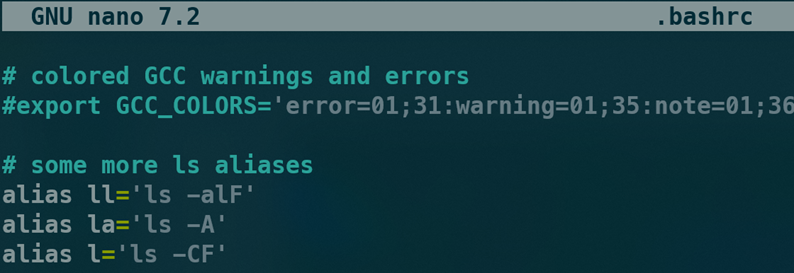 GNU nano 7.2 .bashrc
# colored GCC warnings and errors
#export GCC_COLORS='error=01;31:warning=01;35:note=01;36
# some more ls aliases
alias ll='ls -alF'
alias la='ls -A'
alias l='ls -CF'